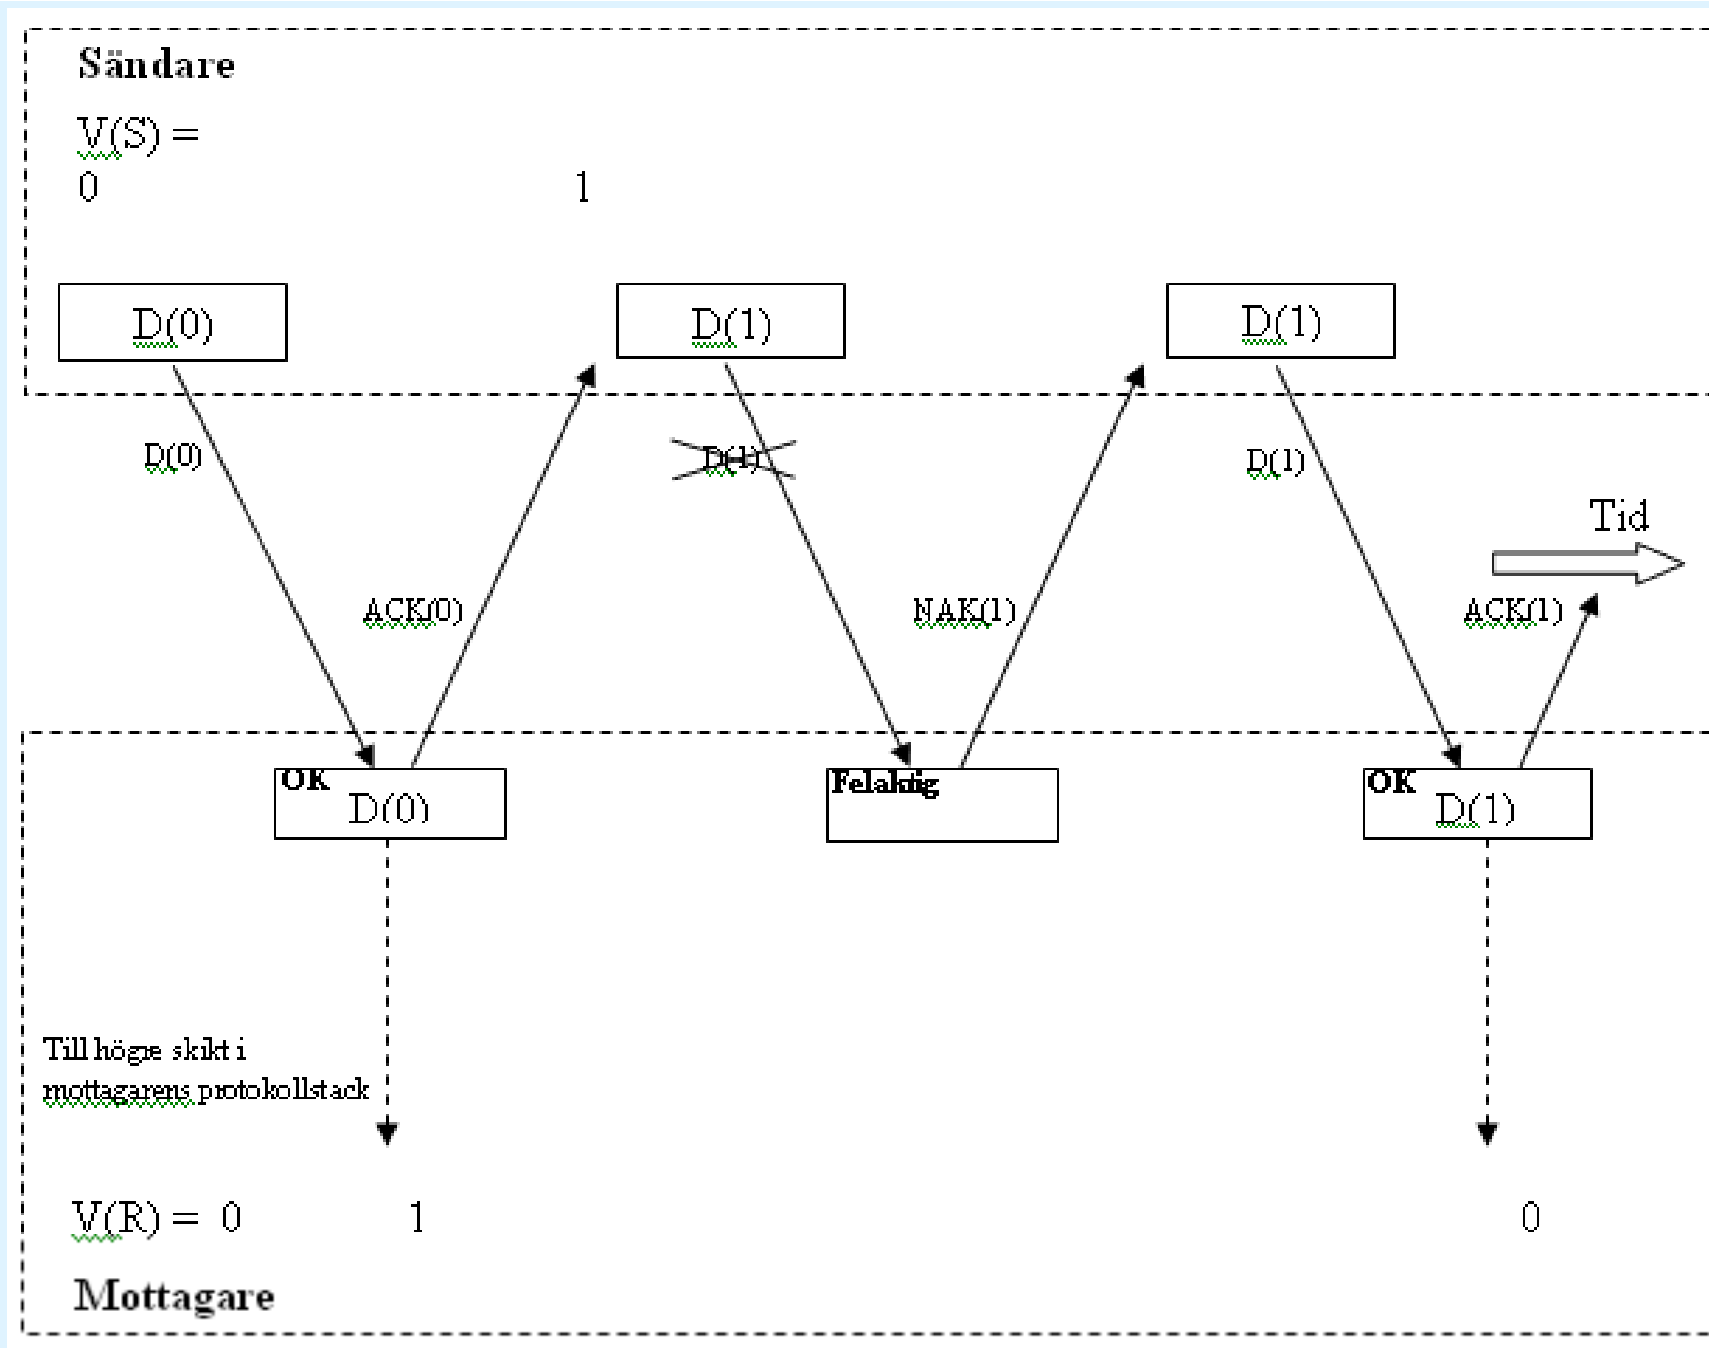 Sändare
V(S) =
0 1
D(0) D(1) D(1)
D(0) D(1) D(1)
Tid
ACK(0) NAK(1) ACK(1)
OK Felaktig OK
D(0) D(1)
Till högre skikt i
mottagarens protokollstack
V(R) = 0 1 0
Mottagare